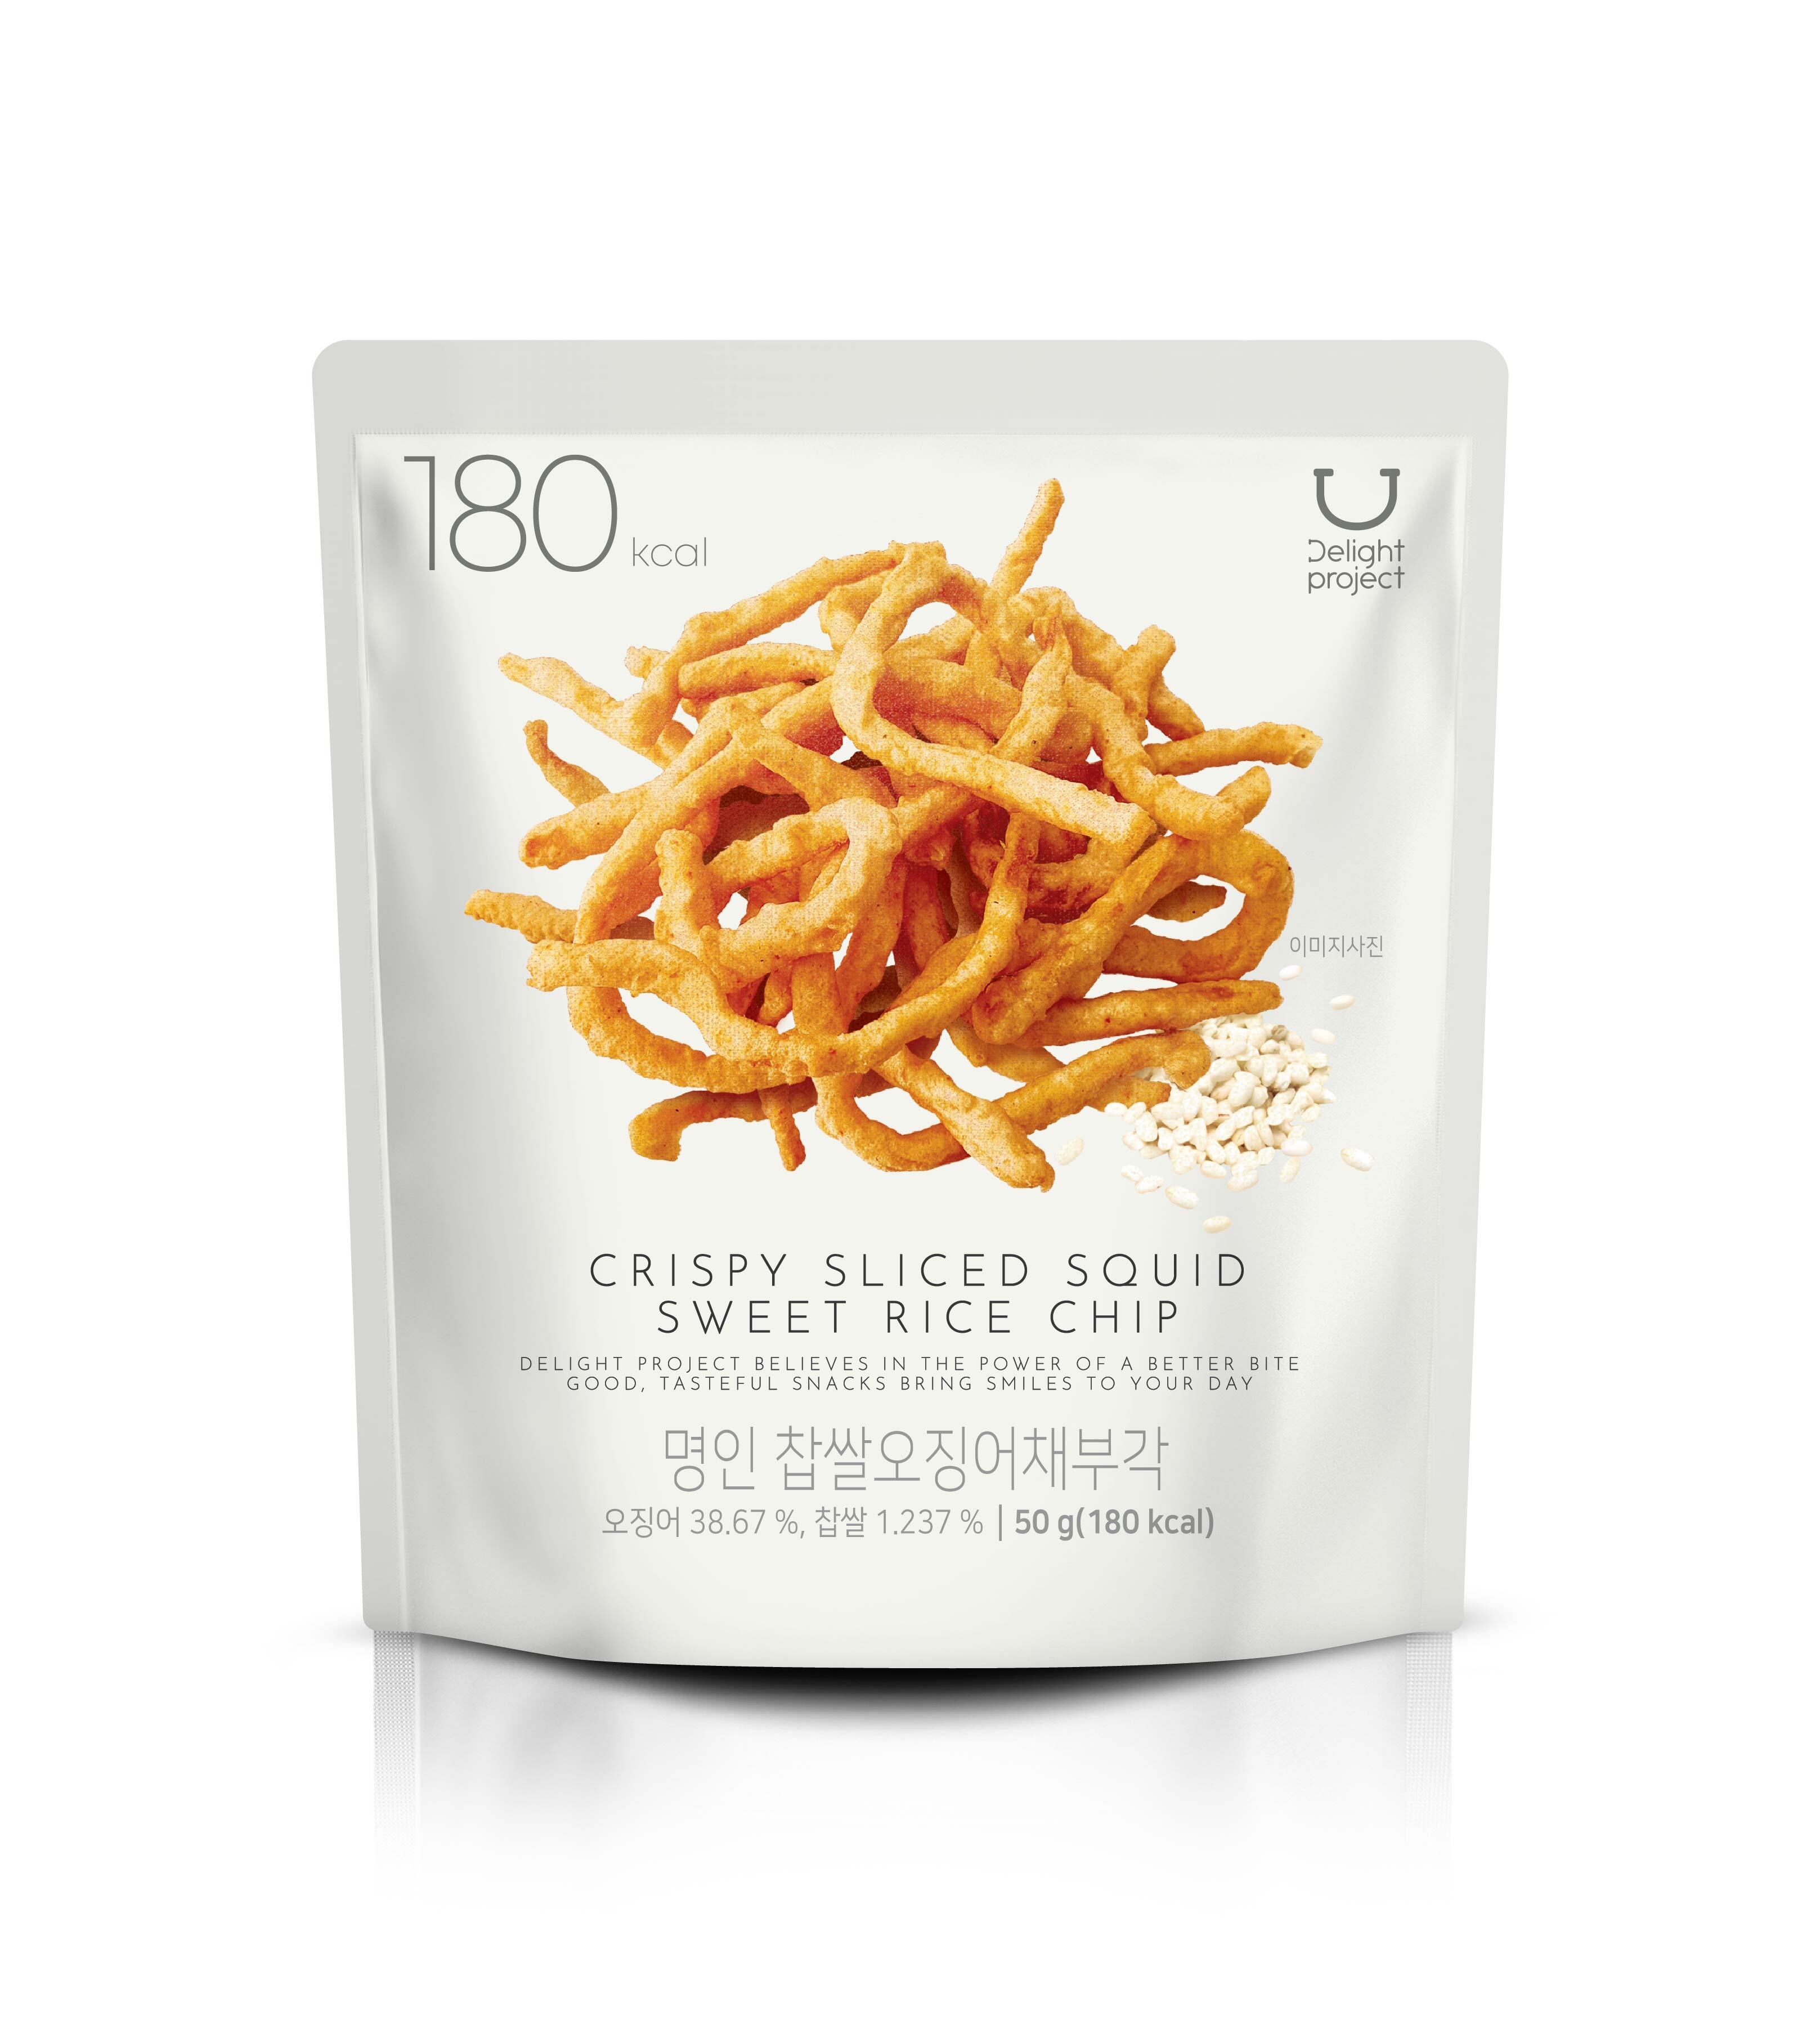 180 kcal
Delight
project
이미지사진
CRISPY SLICED SQUID
SWEET RICE CHIP
DELIGHT PROJECT BELIEVES IN THE POWER OF A BETTER BITE
GOOD, TASTEFUL SNACKS BRING SMILES TO YOUR DAY
명인 찹쌀오징어채부각
오징어 38.67 %, 찹쌀 1.237 % | 50 g(180 kcal)